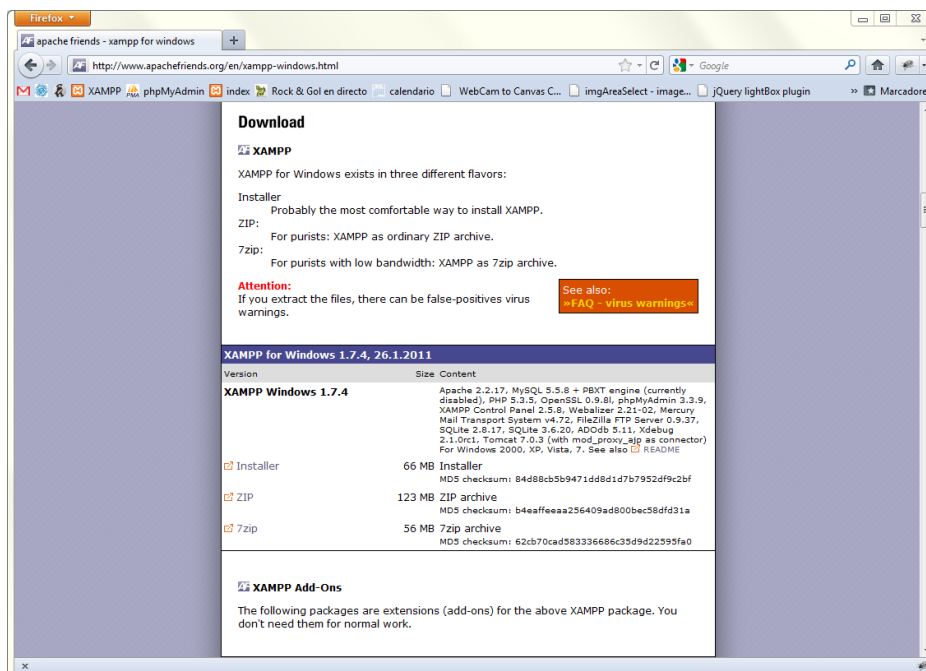 Firefox
apache friends - xampp for windows
http://www.apachefriends.org/en/xampp-windows.html
Google
XAMPP
phpMyAdmin
index
Rock & Gol en directo
calendario
WebCam to Canvas C...
imgAreaSelect - image...
jQuery lightBox plugin
»
Marcadore
Download
XAMPP
XAMPP for Windows exists in three different flavors:
Installer
Probably the most comfortable way to install XAMPP.
ZIP:
For purists: XAMPP as ordinary ZIP archive.
7zip:
For purists with low bandwidth: XAMPP as 7zip archive.
Attention:
If you extract the files, there can be false-positives virus
warnings.
See also:
»FAQ - virus warnings«
XAMPP for Windows 1.7.4, 26.1.2011
Version Size Content
XAMPP Windows 1.7.4
Apache 2.2.17, MySQL 5.5.8 + PBXT engine (currently
disabled), PHP 5.3.5, OpenSSL 0.9.8l, phpMyAdmin 3.3.9,
XAMPP Control Panel 2.5.8, Webalizer 2.21-02, Mercury
Mail Transport System v4.72, FileZilla FTP Server 0.9.37,
SQLite 2.8.17, SQLite 3.6.20, ADOdb 5.11, Xdebug
2.1.0rc1, Tomcat 7.0.3 (with mod_proxy_ajp as connector)
For Windows 2000, XP, Vista, 7. See also README
Installer 66 MB Installer
MD5 checksum: 84d88cb5b9471dd8d1d7b7952df9c2bf
ZIP 123 MB ZIP archive
MD5 checksum: b4eaffeeaa256409ad800bec58dfd31a
7zip 56 MB 7zip archive
MD5 checksum: 62cb70cad583336686c35d9d22595fa0
XAMPP Add-Ons
The following packages are extensions (add-ons) for the above XAMPP package. You
don't need them for normal work.